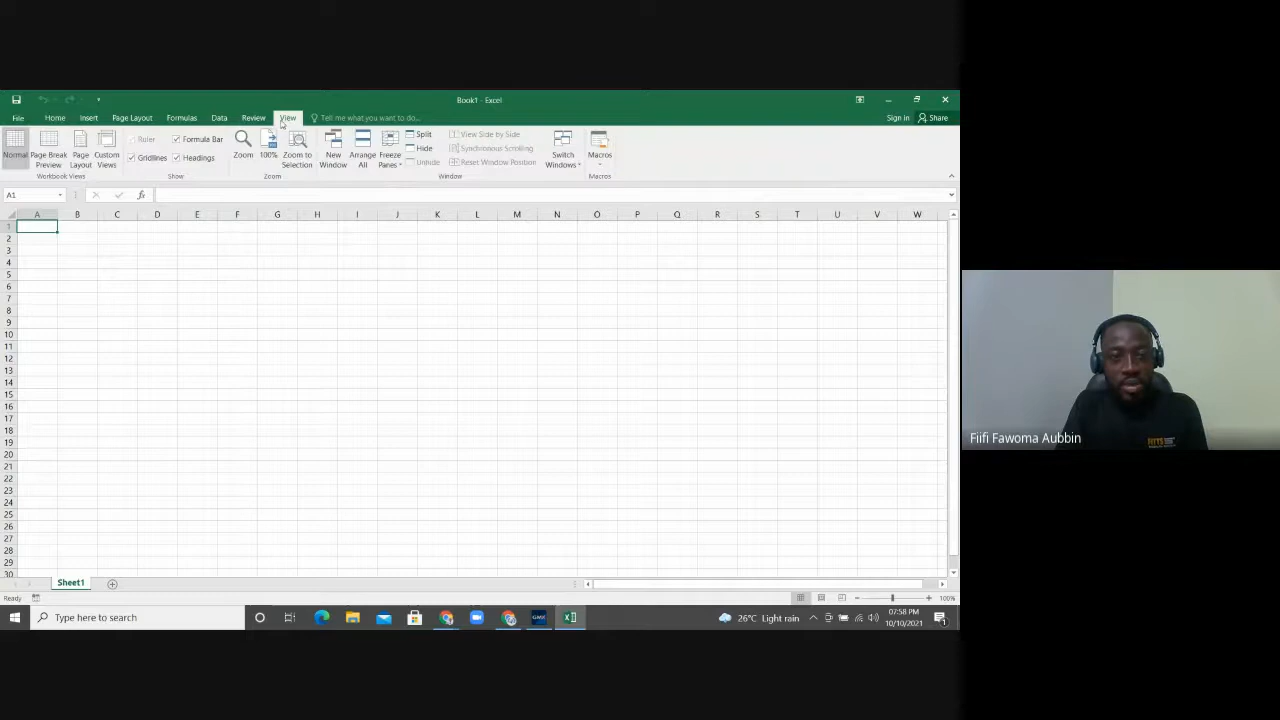 Book1 - Excel
File Home Insert Page Layout Formulas Data Review View Tell me what you want to do... Sign in Share
Normal Page Break Preview Page Layout Custom Views
Workbook Views
Ruler Formula Bar
Gridlines Headings
Show
Zoom 100% Zoom to Selection
Zoom
New Window Arrange All Freeze Panes
Split
Hide
Unhide
View Side by Side
Synchronous Scrolling
Reset Window Position
Switch Windows
Window
Macros
Macros
A1 fx
A B C D E F G H I J K L M N O P Q R S T U V W
1
2
3
4
5
6
7
8
9
10
11
12
13
14
15
16
17
18
19
20
21
22
23
24
25
26
27
28
29
30
Sheet1
Ready 100%
Type here to search
GMX
26°C Light rain
07:58 PM
10/10/2021
1
Fiifi Fawoma Aubbin